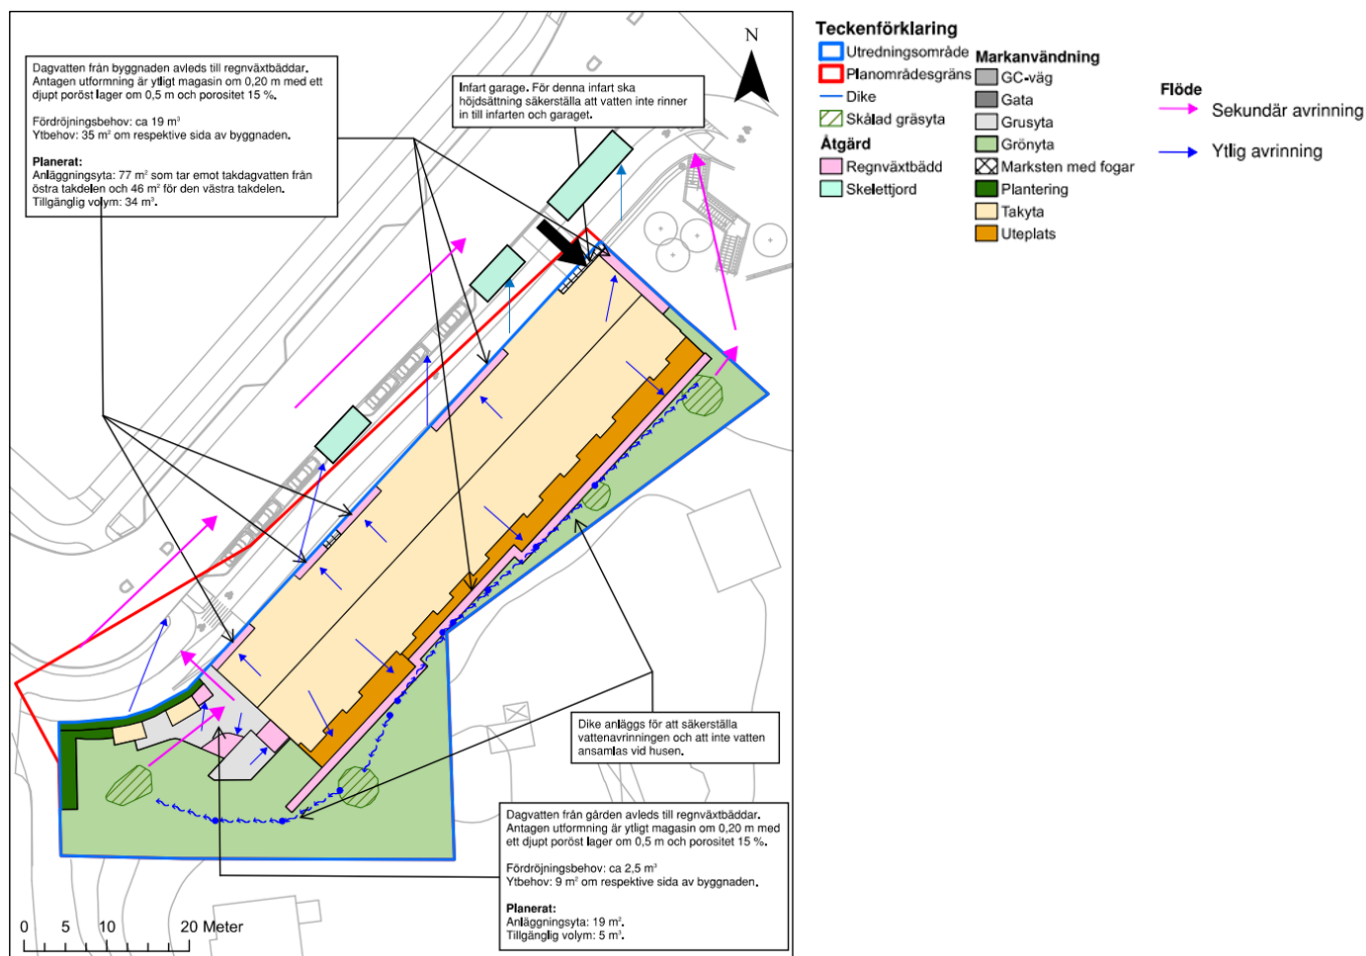 Dagvatten från byggnaden avleds till regnväxtbäddar.
Antagen utformning är ytligt magasin om 0,20 m med ett
djupt poröst lager om 0,5 m och porositet 15 %.
Fördröjningsbehov: ca 19 m³
Ytbehov: 35 m² om respektive sida av byggnaden.
Planerat:
Anläggningsyta: 77 m² som tar emot takdagvatten från
östra takdelen och 46 m² för den västra takdelen.
Tillgänglig volym: 34 m³.
Infart garage. För denna infart ska
höjdsättning säkerställa att vatten inte rinner
in till infarten och garaget.
N
Dike anläggs för att säkerställa
vattenavrinningen och att inte vatten
ansamlas vid husen.
Dagvatten från gården avleds till regnväxtbäddar.
Antagen utformning är ytligt magasin om 0,20 m med
ett djupt poröst lager om 0,5 m och porositet 15 %.
Fördröjningsbehov: ca 2,5 m³
Ytbehov: 9 m² om respektive sida av byggnaden.
Planerat:
Anläggningsyta: 19 m².
Tillgänglig volym: 5 m³.
0 5 10 20 Meter
Teckenförklaring
Utredningsområde
Planområdesgräns
Dike
Skålad gräsyta
Åtgärd
Regnväxtbädd
Skelettjord
Markanvändning
GC-väg
Gata
Grusyta
Grönyta
Marksten med fogar
Plantering
Takyta
Uteplats
Flöde
Sekundär avrinning
Ytlig avrinning